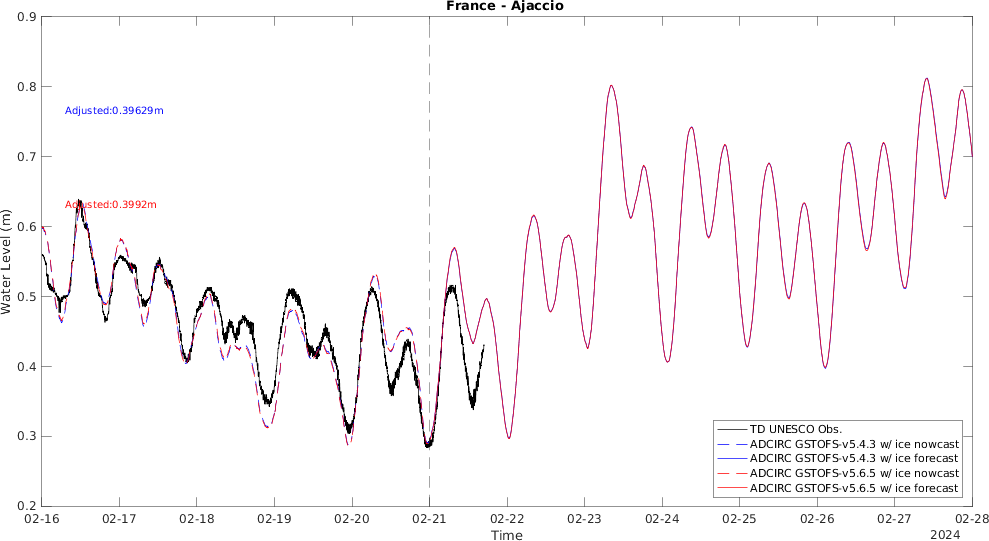 France - Ajaccio
0.9
0.8
0.7
0.6
0.5
0.4
0.3
0.2
Water Level (m)
Adjusted:0.39629m
Adjusted:0.3992m
TD UNESCO Obs.
ADCIRC GSTOFS-v5.4.3 w/ ice nowcast
ADCIRC GSTOFS-v5.4.3 w/ ice forecast
ADCIRC GSTOFS-v5.6.5 w/ ice nowcast
ADCIRC GSTOFS-v5.6.5 w/ ice forecast
02-16 02-17 02-18 02-19 02-20 02-21 02-22 02-23 02-24 02-25 02-26 02-27 02-28
Time
2024